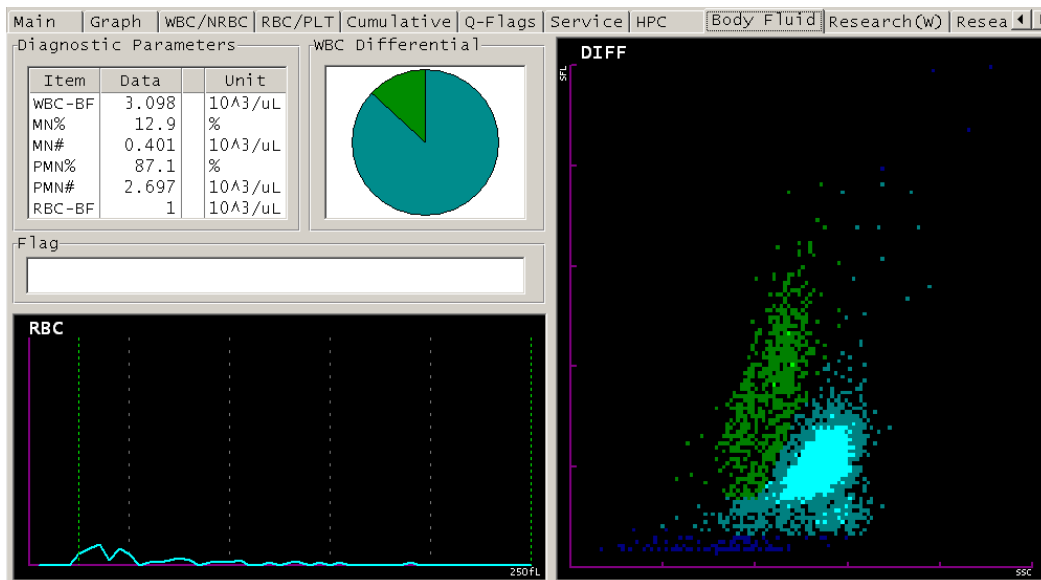 Main Graph WBC/NRBC RBC/PLT Cumulative Q-Flags Service HPC Body Fluid Research(W) Resea
Diagnostic Parameters
Item Data Unit
WBC-BF 3.098 10^3/uL
MN% 12.9 %
MN# 0.401 10^3/uL
PMN% 87.1 %
PMN# 2.697 10^3/uL
RBC-BF 1 10^3/uL
WBC Differential
Flag
RBC
250fL
DIFF
SFL
SSC